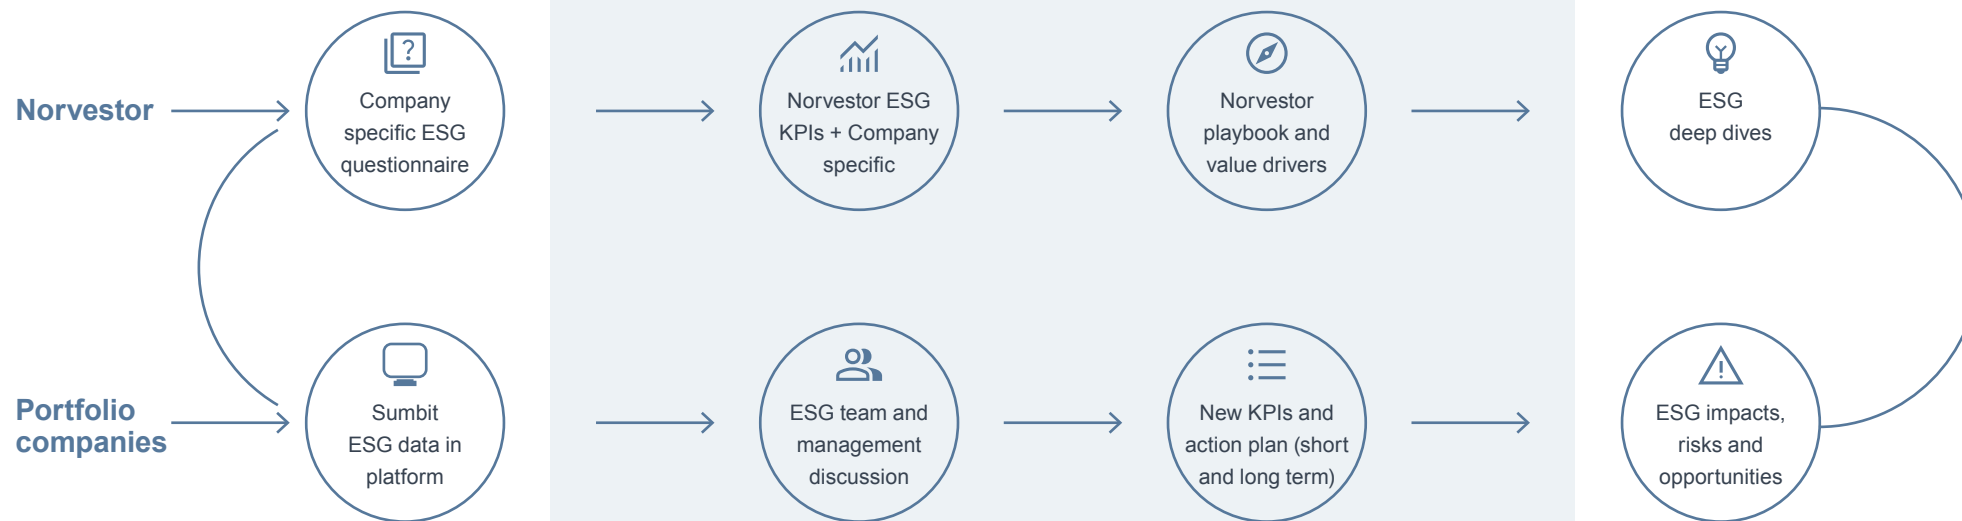 Norvestor
Company
specific ESG
questionnaire
Norvestor ESG
KPIs + Company
specific
Norvestor
playbook and
value drivers
ESG
deep dives
Portfolio
companies
Sumbit
ESG data in
platform
ESG team and
management
discussion
New KPIs and
action plan (short
and long term)
ESG impacts,
risks and
opportunities